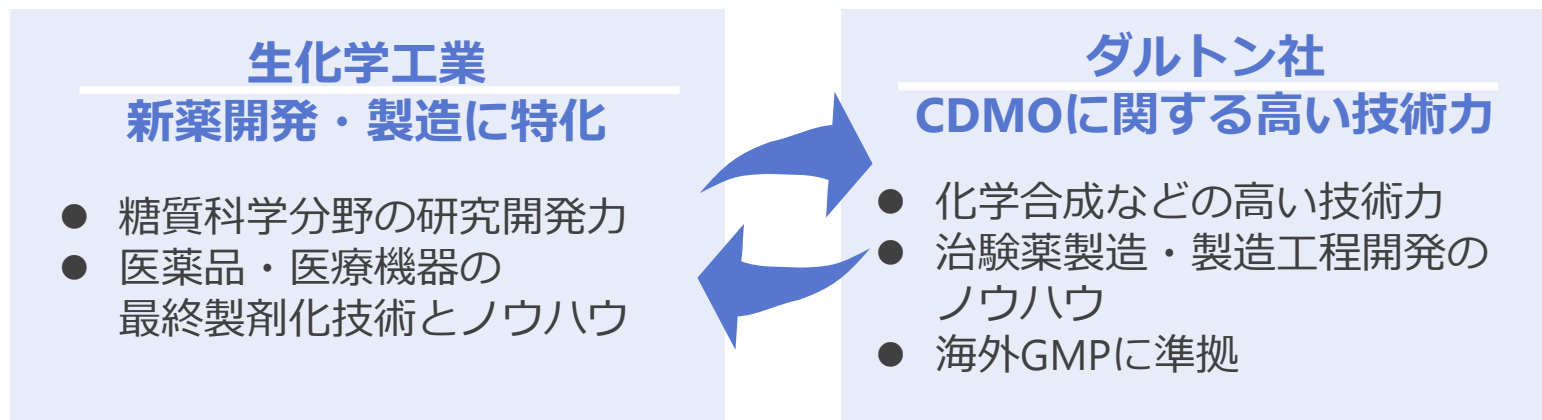 生化学工業
新薬開発・製造に特化
● 糖質科学分野の研究開発力
● 医薬品・医療機器の
最終製剤化技術とノウハウ
ダルトン社
CDMOに関する高い技術力
● 化学合成などの高い技術力
● 治験薬製造・製造工程開発の
ノウハウ
● 海外GMPに準拠